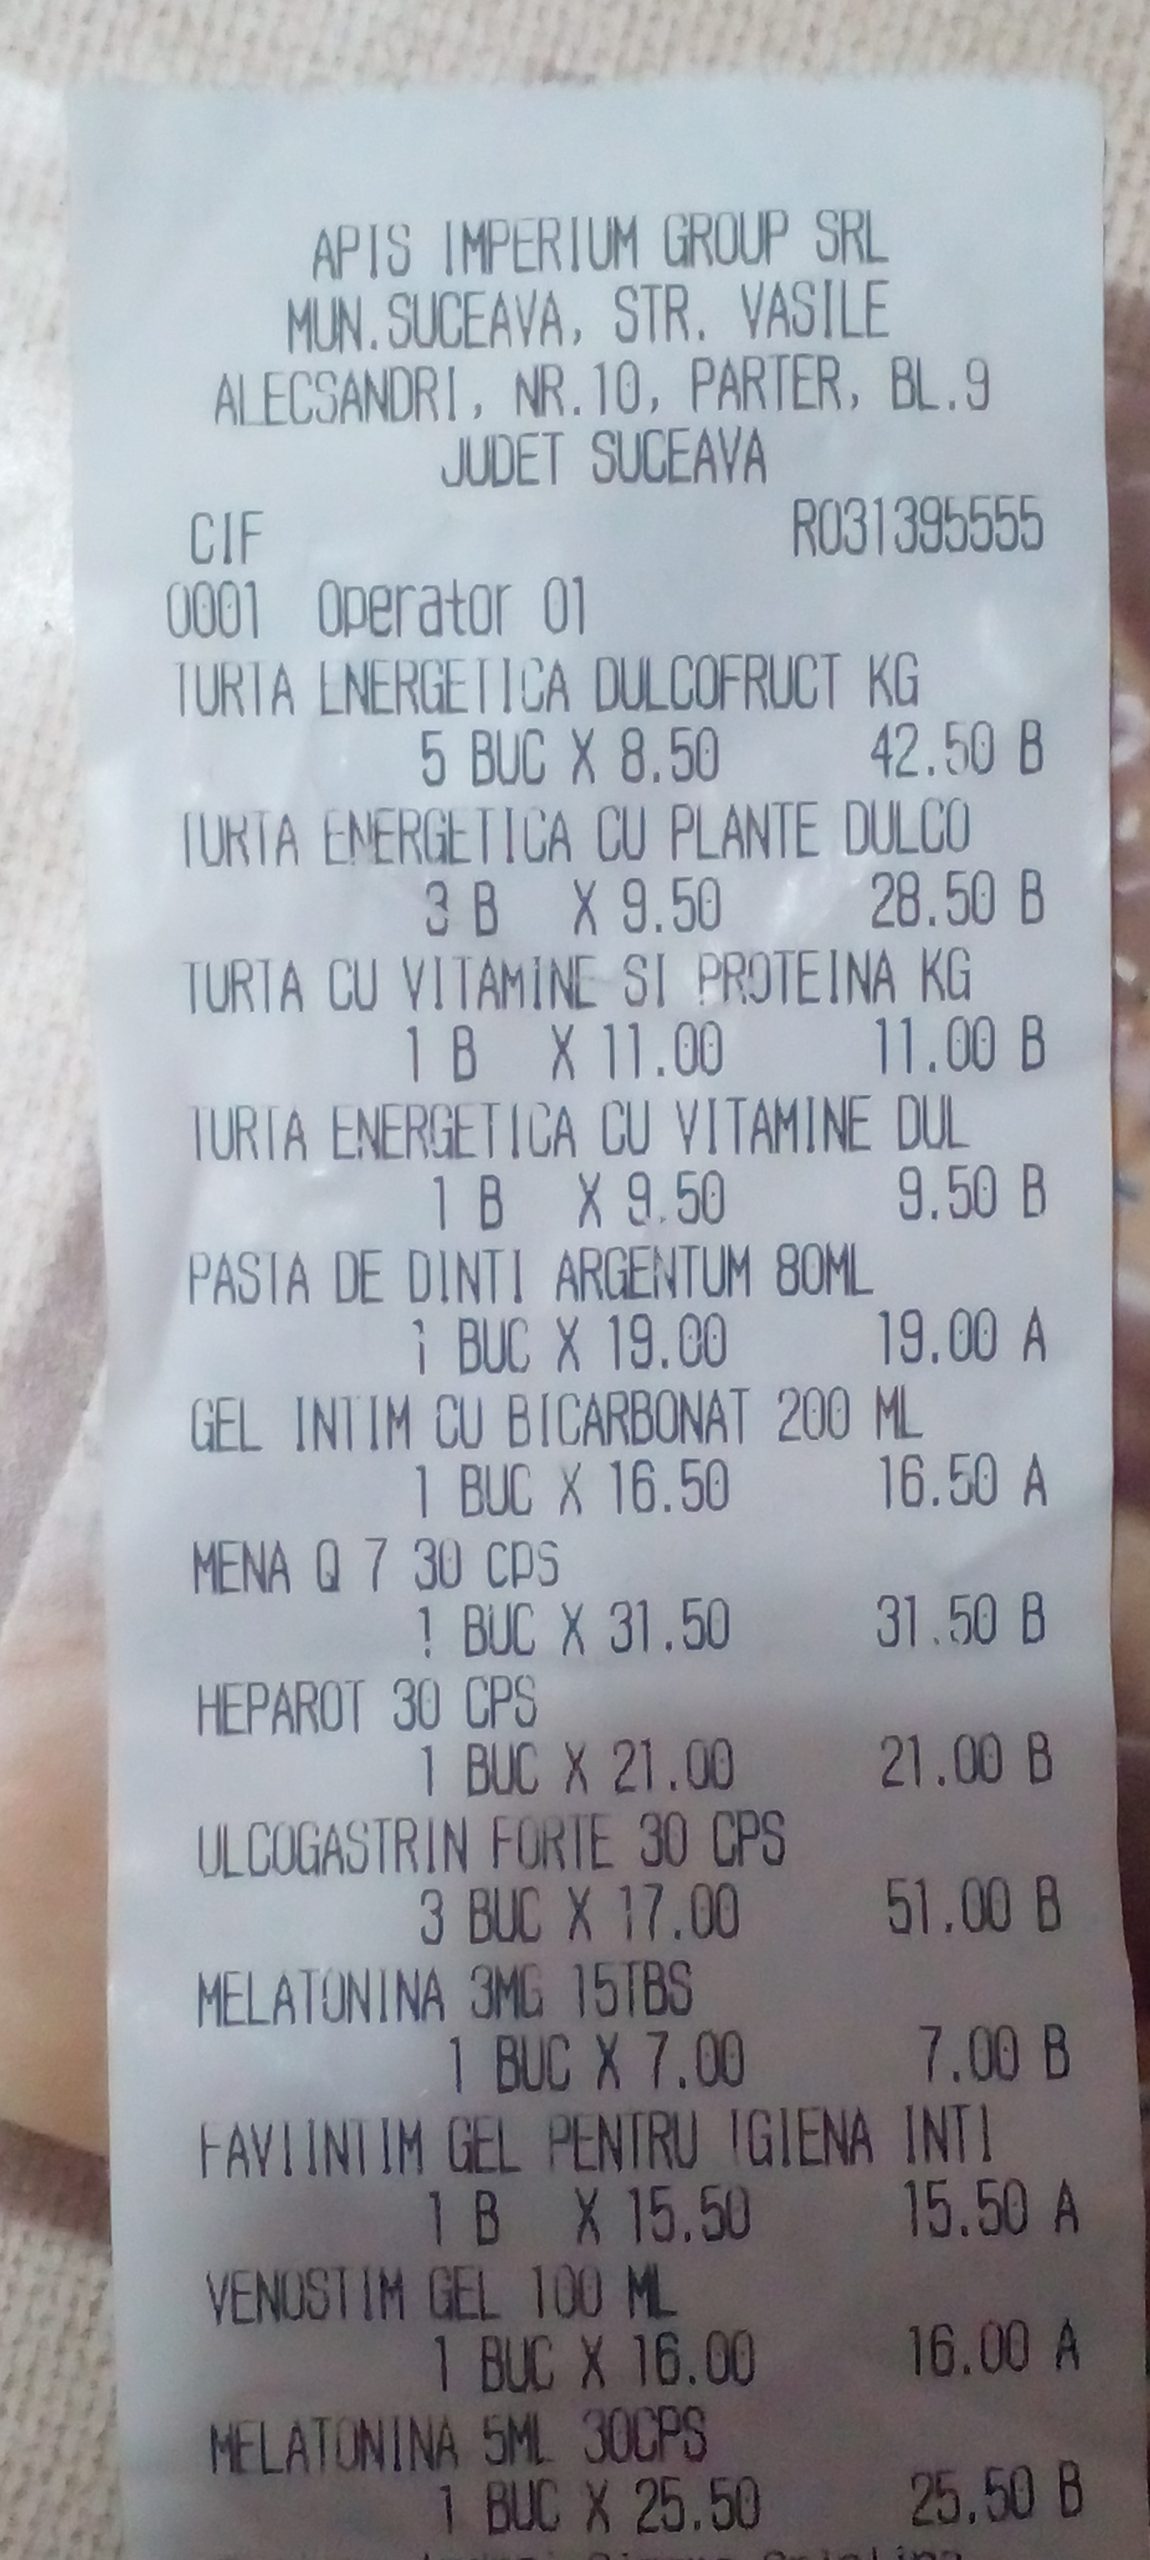 APIS IMPERIUM GROUP SRL
MUN.SUCEAVA, STR. VASILE
ALECSANDRI, NR.10, PARTER, BL.9
JUDET SUCEAVA
CIF RO31395555
0001 Operator 01
TURTA ENERGETICA DULCOFRUCT KG
5 BUC X 8.50 42.50 B
TURTA ENERGETICA CU PLANTE DULCO
3 B X 9.50 28.50 B
TURTA CU VITAMINE SI PROTEINA KG
1 B X 11.00 11.00 B
TURTA ENERGETICA CU VITAMINE DUL
1 B X 9.50 9.50 B
PASTA DE DINTI ARGENTUM 80ML
1 BUC X 19.00 19.00 A
GEL INTIM CU BICARBONAT 200 ML
1 BUC X 16.50 16.50 A
MENA Q 7 30 CPS
1 BUC X 31.50 31.50 B
HEPAROT 30 CPS
1 BUC X 21.00 21.00 B
ULCOGASTRIN FORTE 30 CPS
3 BUC X 17.00 51.00 B
MELATONINA 3MG 15TBS
1 BUC X 7.00 7.00 B
FAVIINTIM GEL PENTRU IGIENA INTI
1 B X 15.50 15.50 A
VENOSTIM GEL 100 ML
1 BUC X 16.00 16.00 A
MELATONINA 5ML 30CPS
1 BUC X 25.50 25.50 B